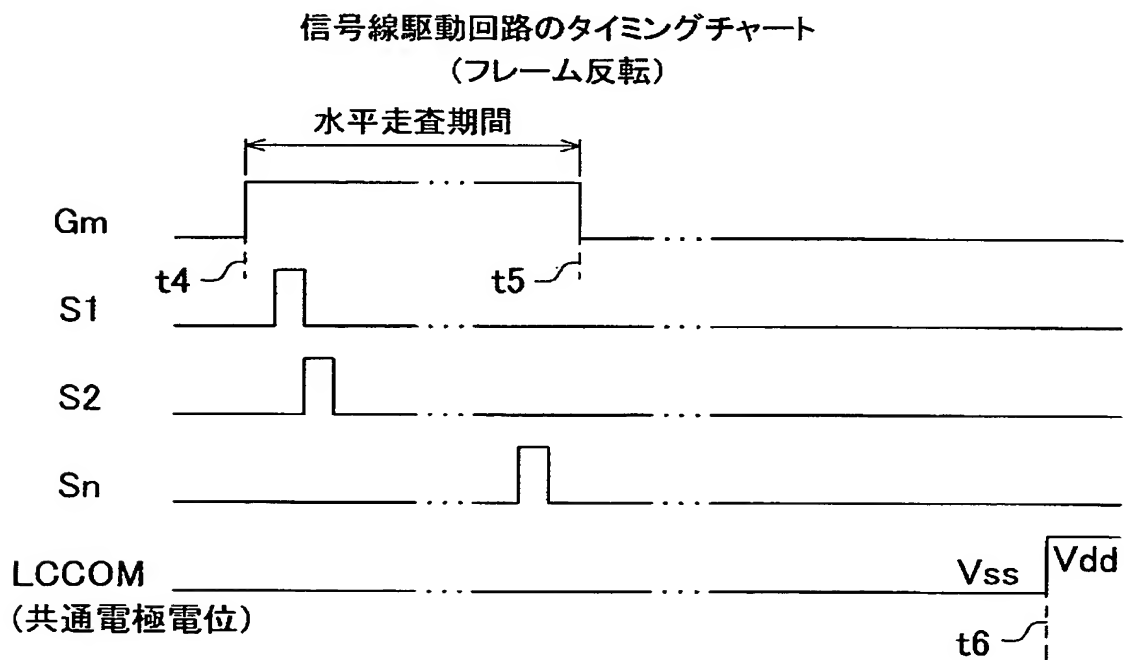 信号線駆動回路のタイミングチャート
(フレーム反転)
水平走査期間
Gm
t4
t5
S1
S2
Sn
LCCOM
(共通電極電位)
Vss
Vdd
t6